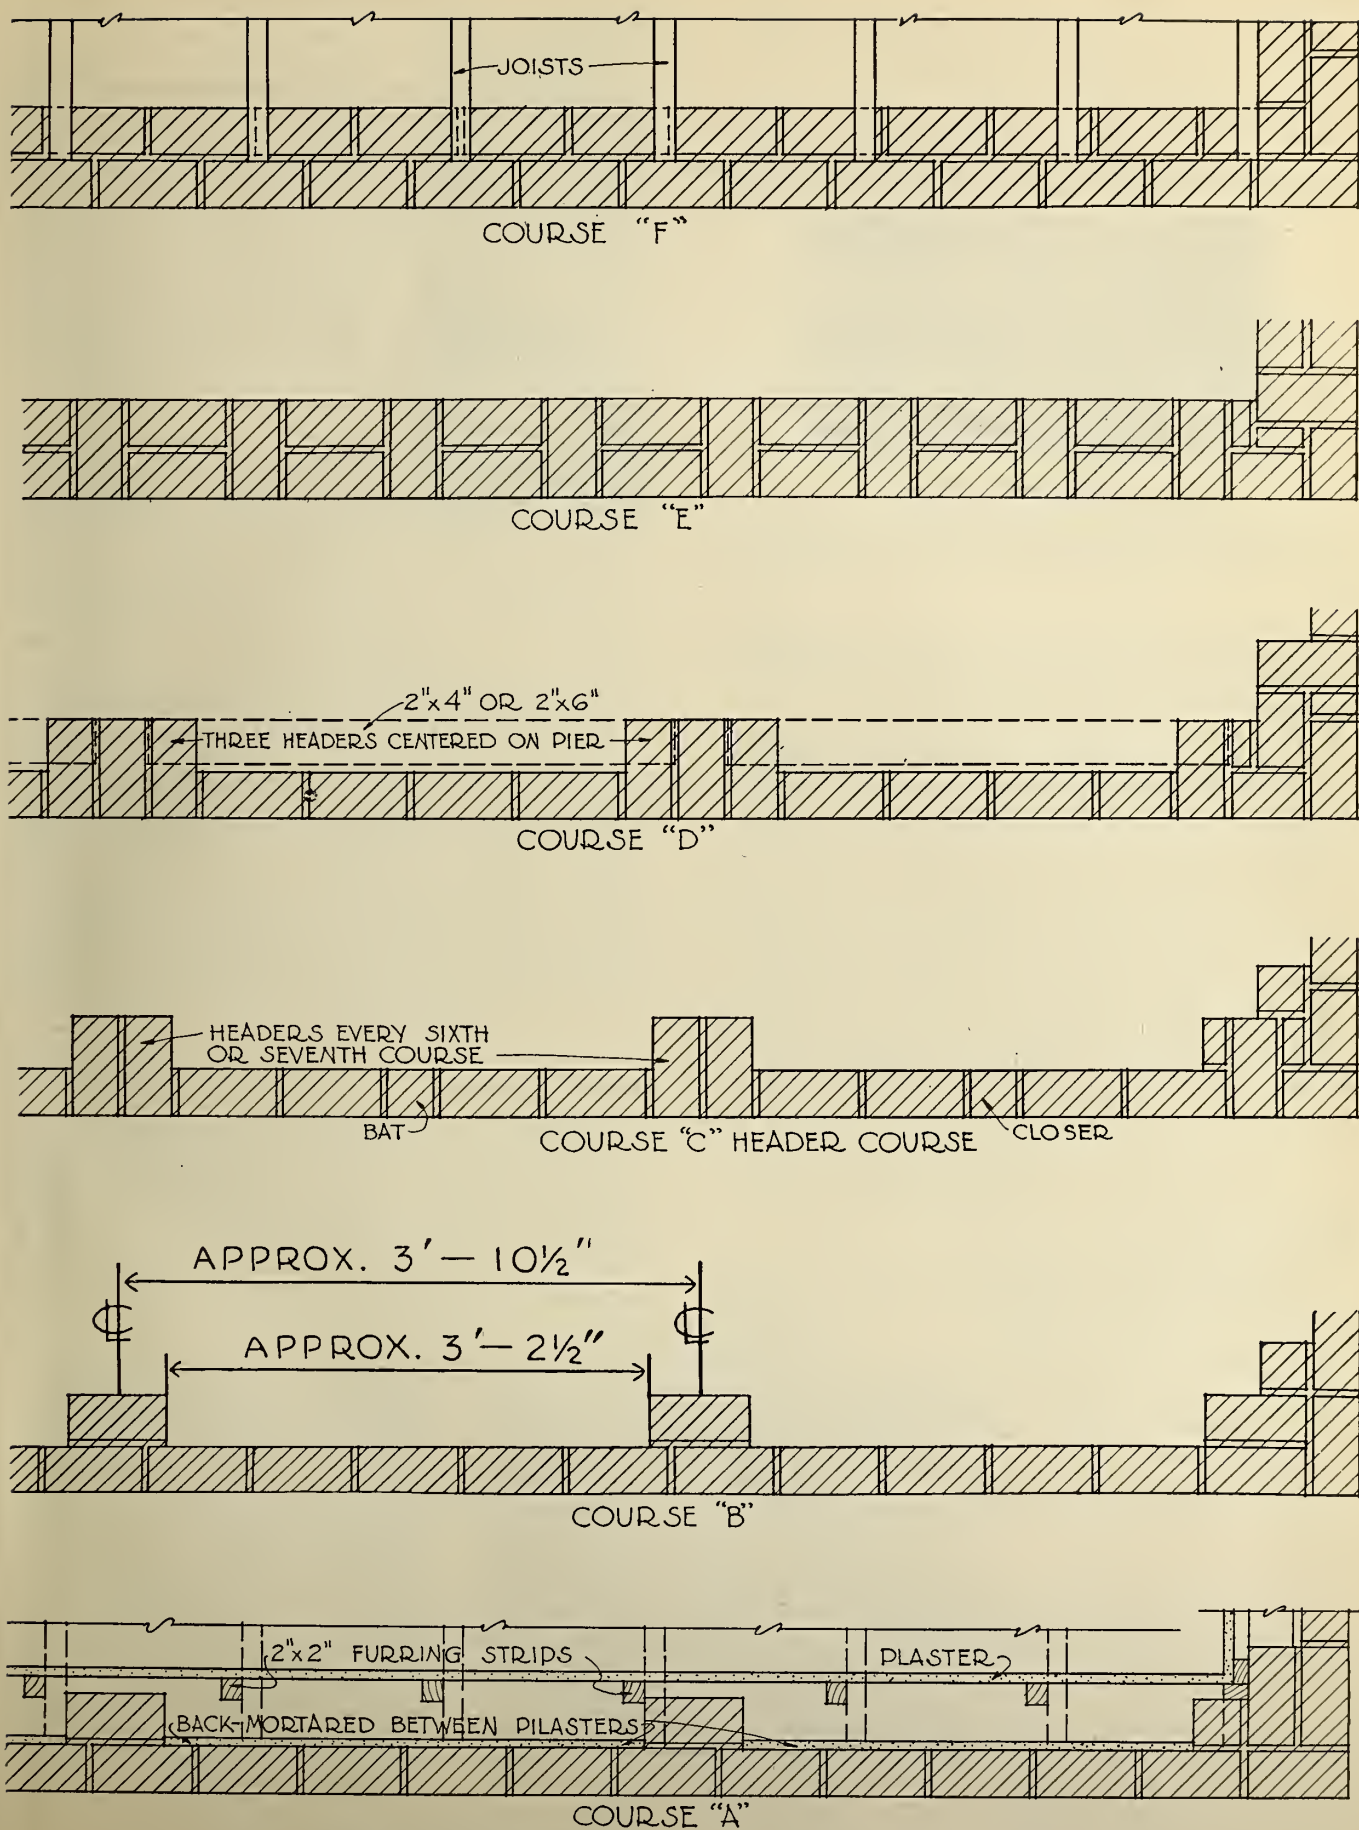 JOISTS
COURSE "F"
COURSE "E"
2"x4" OR 2"x6"
THREE HEADERS CENTERED ON PIER
COURSE "D"
HEADERS EVERY SIXTH
OR SEVENTH COURSE
BAT
COURSE "C" HEADER COURSE
CLOSER
APPROX. 3'—10½"
℄ ℄
APPROX. 3'—2½"
COURSE "B"
2"x2" FURRING STRIPS
PLASTER
BACK-MORTARED BETWEEN PILASTERS
COURSE "A"